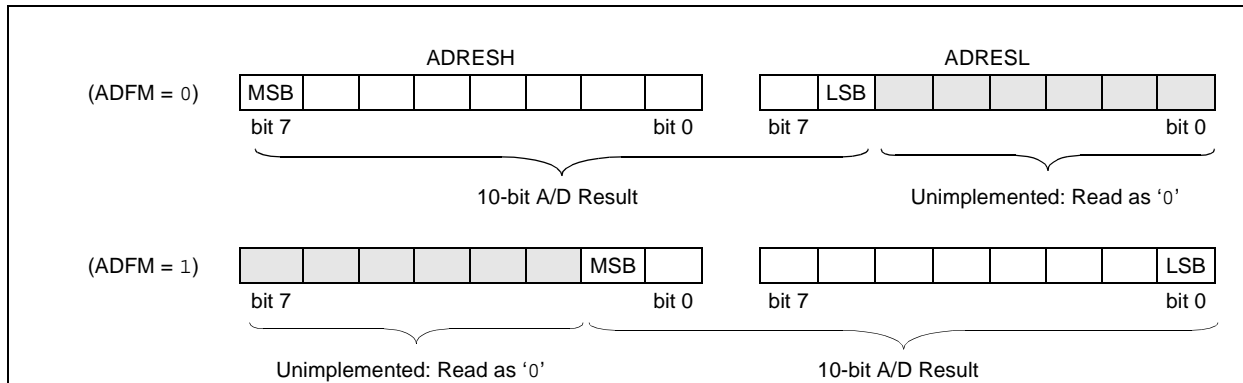 ADRESH ADRESL
(ADFM = 0) MSB LSB
bit 7 bit 0 bit 7 bit 0
10-bit A/D Result Unimplemented: Read as ‘0’
(ADFM = 1) MSB LSB
bit 7 bit 0 bit 7 bit 0
Unimplemented: Read as ‘0’ 10-bit A/D Result